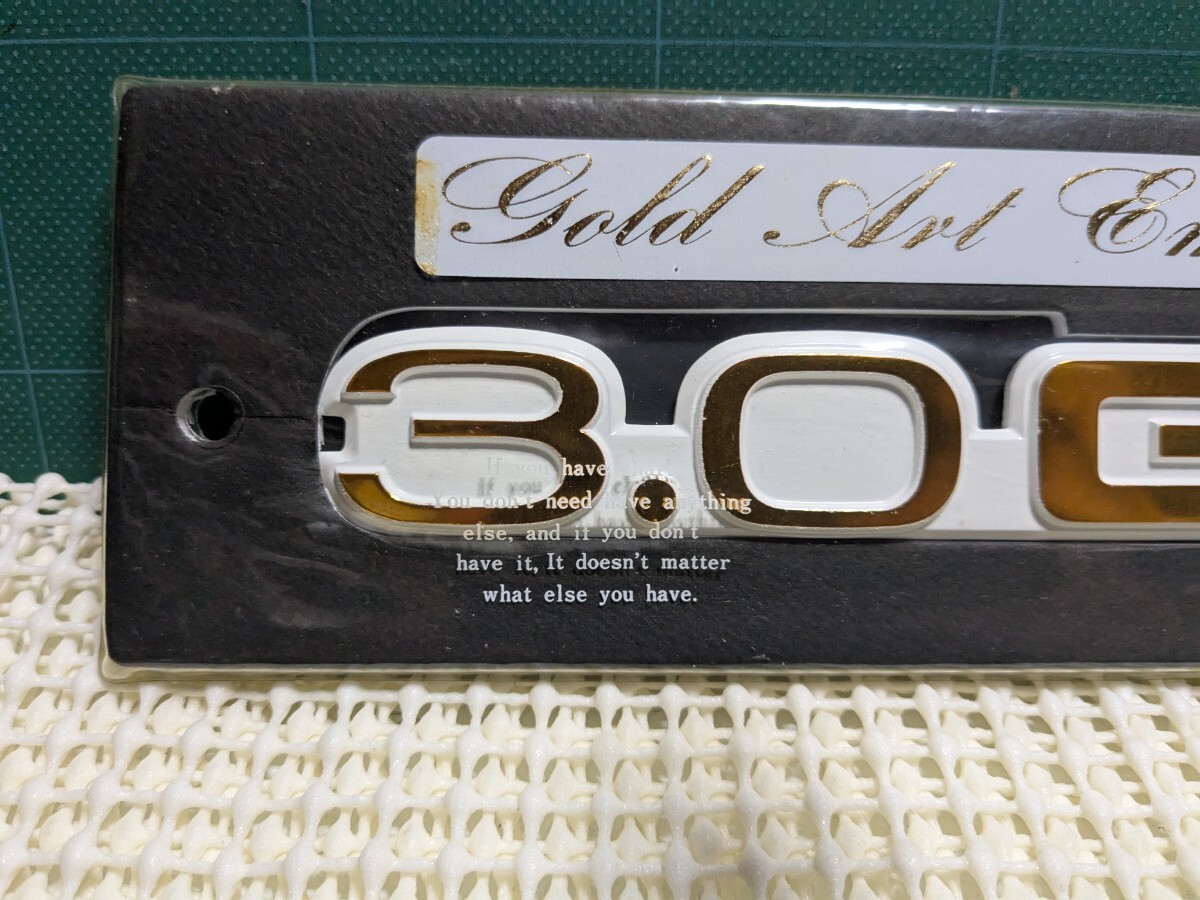 Gold Art En
3.0G
If you have
You don't need have anything
else, and if you don't
have it, It doesn't matter
what else you have.